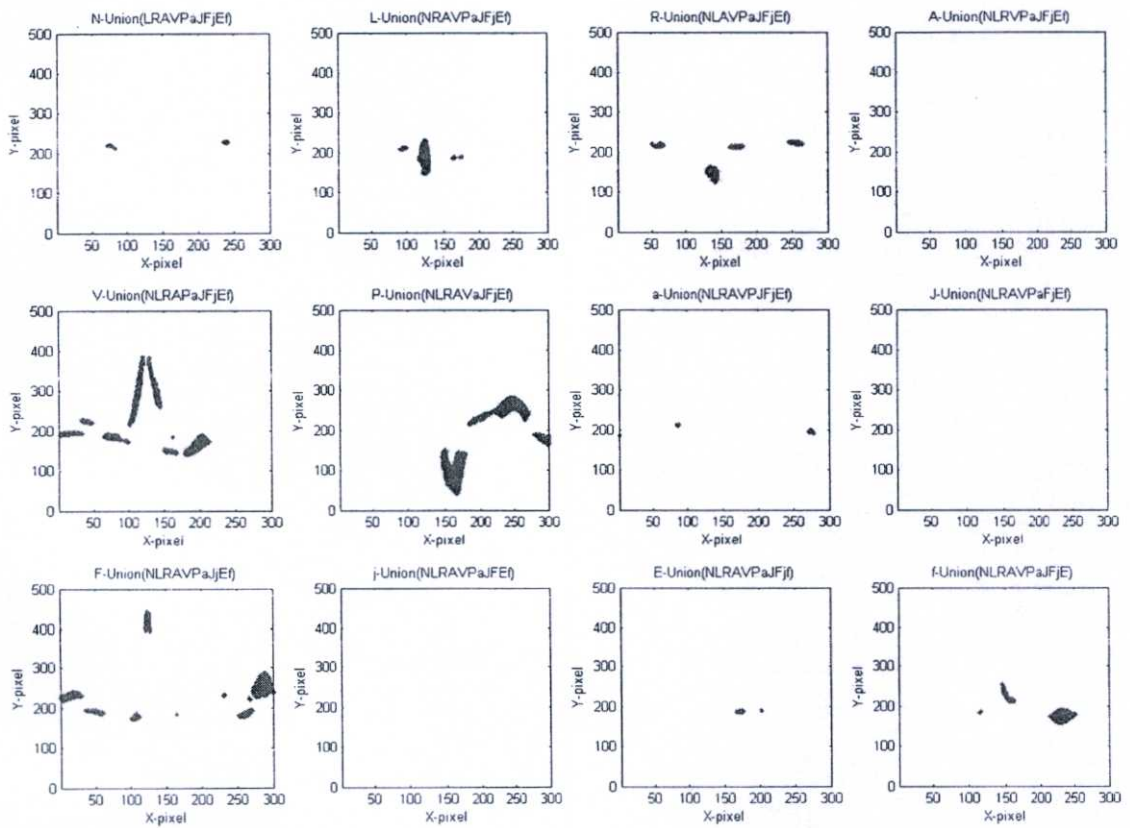 N-Union(LRAVPaJFjEf)
500
400
300
200
100
0
Y-pixel
50 100 150 200 250 300
X-pixel
L-Union(NRAVPaJFjEf)
500
400
300
200
100
0
Y-pixel
50 100 150 200 250 300
X-pixel
R-Union(NLAVPaJFjEf)
500
400
300
200
100
0
Y-pixel
50 100 150 200 250 300
X-pixel
A-Union(NLRVPaJFjEf)
500
400
300
200
100
0
Y-pixel
50 100 150 200 250 300
X-pixel
V-Union(NLRAPaJFjEf)
500
400
300
200
100
0
Y-pixel
50 100 150 200 250 300
X-pixel
P-Union(NLRAVaJFjEf)
500
400
300
200
100
0
Y-pixel
50 100 150 200 250 300
X-pixel
a-Union(NLRAVPJFjEf)
500
400
300
200
100
0
Y-pixel
50 100 150 200 250 300
X-pixel
J-Union(NLRAVPaFjEf)
500
400
300
200
100
0
Y-pixel
50 100 150 200 250 300
X-pixel
F-Union(NLRAVPaJjEf)
500
400
300
200
100
0
Y-pixel
50 100 150 200 250 300
X-pixel
j-Union(NLRAVPaJFEf)
500
400
300
200
100
0
Y-pixel
50 100 150 200 250 300
X-pixel
E-Union(NLRAVPaJFjf)
500
400
300
200
100
0
Y-pixel
50 100 150 200 250 300
X-pixel
f-Union(NLRAVPaJFjE)
500
400
300
200
100
0
Y-pixel
50 100 150 200 250 300
X-pixel